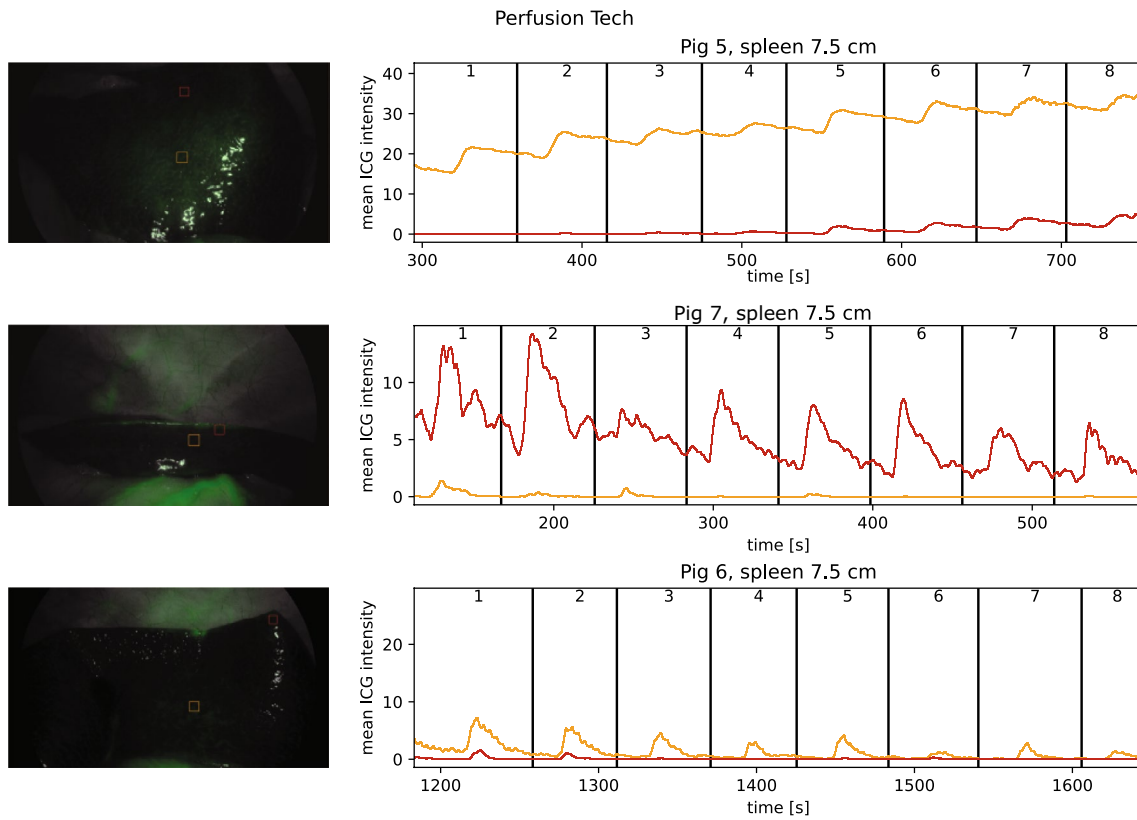 Perfusion Tech
Pig 5, spleen 7.5 cm
1 2 3 4 5 6 7 8
mean ICG intensity
40
30
20
10
0
300 400 500 600 700
time [s]
Pig 7, spleen 7.5 cm
1 2 3 4 5 6 7 8
mean ICG intensity
10
5
0
200 300 400 500
time [s]
Pig 6, spleen 7.5 cm
1 2 3 4 5 6 7 8
mean ICG intensity
20
10
0
1200 1300 1400 1500 1600
time [s]